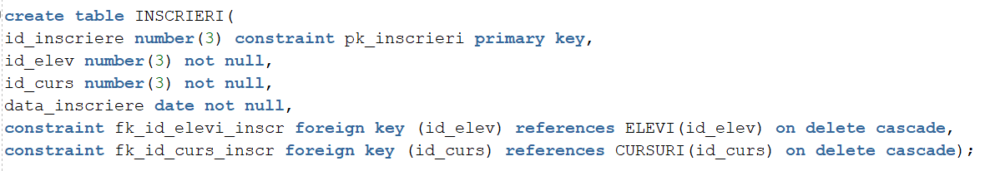 create table INSCRIERI(
id_inscriere number(3) constraint pk_inscrieri primary key,
id_elev number(3) not null,
id_curs number(3) not null,
data_inscriere date not null,
constraint fk_id_elevi_inscr foreign key (id_elev) references ELEVI(id_elev) on delete cascade,
constraint fk_id_curs_inscr foreign key (id_curs) references CURSURI(id_curs) on delete cascade);